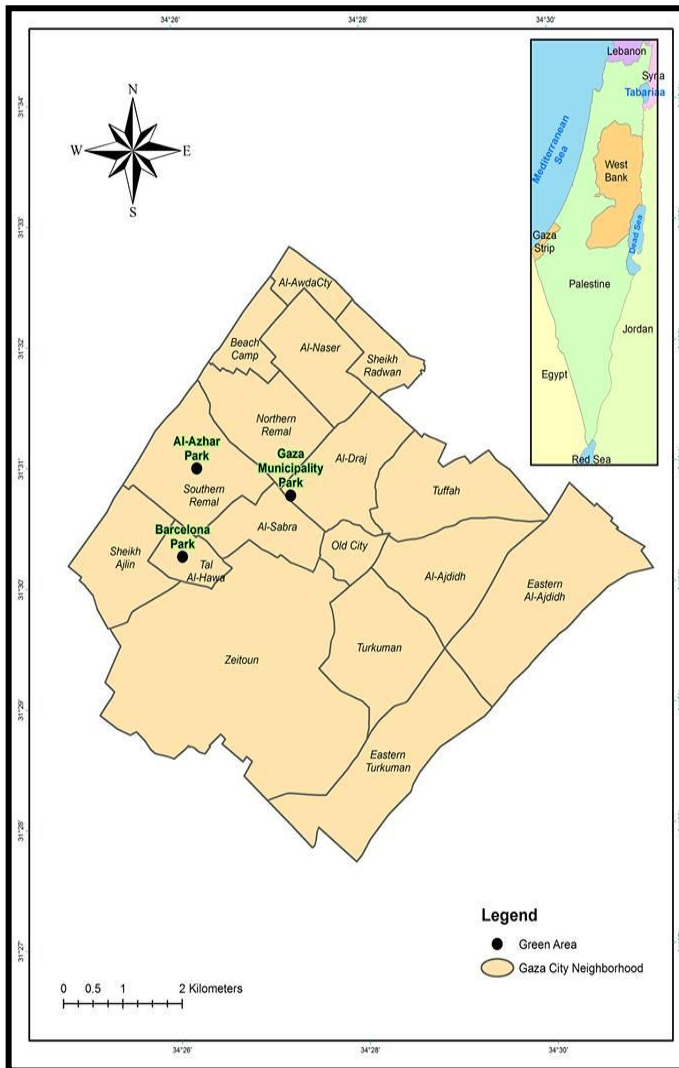 34°26'
34°28'
34°30'
Lebanon
Syria
Tabariaa
Mediterranean
Sea
West
Bank
Dead Sea
Gaza
Strip
Palestine
Jordan
Egypt
Red Sea
N
W
E
S
31°34'
31°33'
31°32'
31°31'
31°30'
31°29'
31°28'
31°27'
Al-AwdaCty
Beach
Camp
Al-Naser
Sheikh
Radwan
Northern
Remal
Al-Azhar
Park
Gaza
Municipality
Park
Al-Draj
Southern
Remal
Tuffah
Al-Sabra
Barcelona
Park
Old City
Sheikh
Ajlin
Tal
Al-Hawa
Al-Ajdidh
Eastern
Al-Ajdidh
Zeitoun
Turkuman
Eastern
Turkuman
Legend
Green Area
Gaza City Neighborhood
0 0.5 1 2 Kilometers
34°26'
34°28'
34°30'